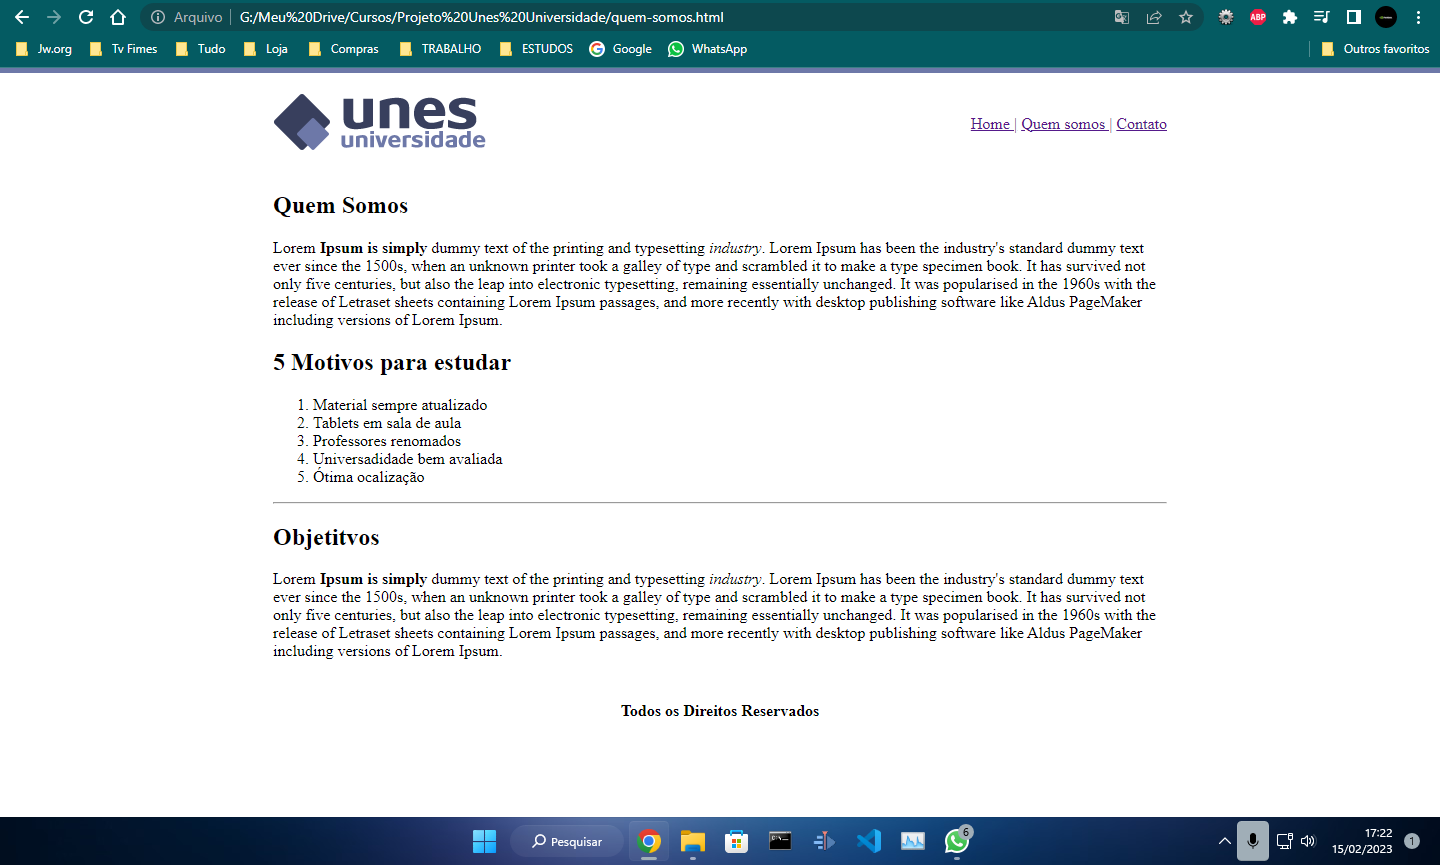 Arquivo | G:/Meu%20Drive/Cursos/Projeto%20Unes%20Universidade/quem-somos.html
ABP
Jw.org Tv Fimes Tudo Loja Compras TRABALHO ESTUDOS Google WhatsApp Outros favoritos
unes
universidade
Home | Quem somos | Contato
Quem Somos
Lorem Ipsum is simply dummy text of the printing and typesetting industry. Lorem Ipsum has been the industry's standard dummy text
ever since the 1500s, when an unknown printer took a galley of type and scrambled it to make a type specimen book. It has survived not
only five centuries, but also the leap into electronic typesetting, remaining essentially unchanged. It was popularised in the 1960s with the
release of Letraset sheets containing Lorem Ipsum passages, and more recently with desktop publishing software like Aldus PageMaker
including versions of Lorem Ipsum.
5 Motivos para estudar
1. Material sempre atualizado
2. Tablets em sala de aula
3. Professores renomados
4. Universadidade bem avaliada
5. Ótima ocalização
Objetitvos
Lorem Ipsum is simply dummy text of the printing and typesetting industry. Lorem Ipsum has been the industry's standard dummy text
ever since the 1500s, when an unknown printer took a galley of type and scrambled it to make a type specimen book. It has survived not
only five centuries, but also the leap into electronic typesetting, remaining essentially unchanged. It was popularised in the 1960s with the
release of Letraset sheets containing Lorem Ipsum passages, and more recently with desktop publishing software like Aldus PageMaker
including versions of Lorem Ipsum.
Todos os Direitos Reservados
Pesquisar
6
17:22
15/02/2023
1